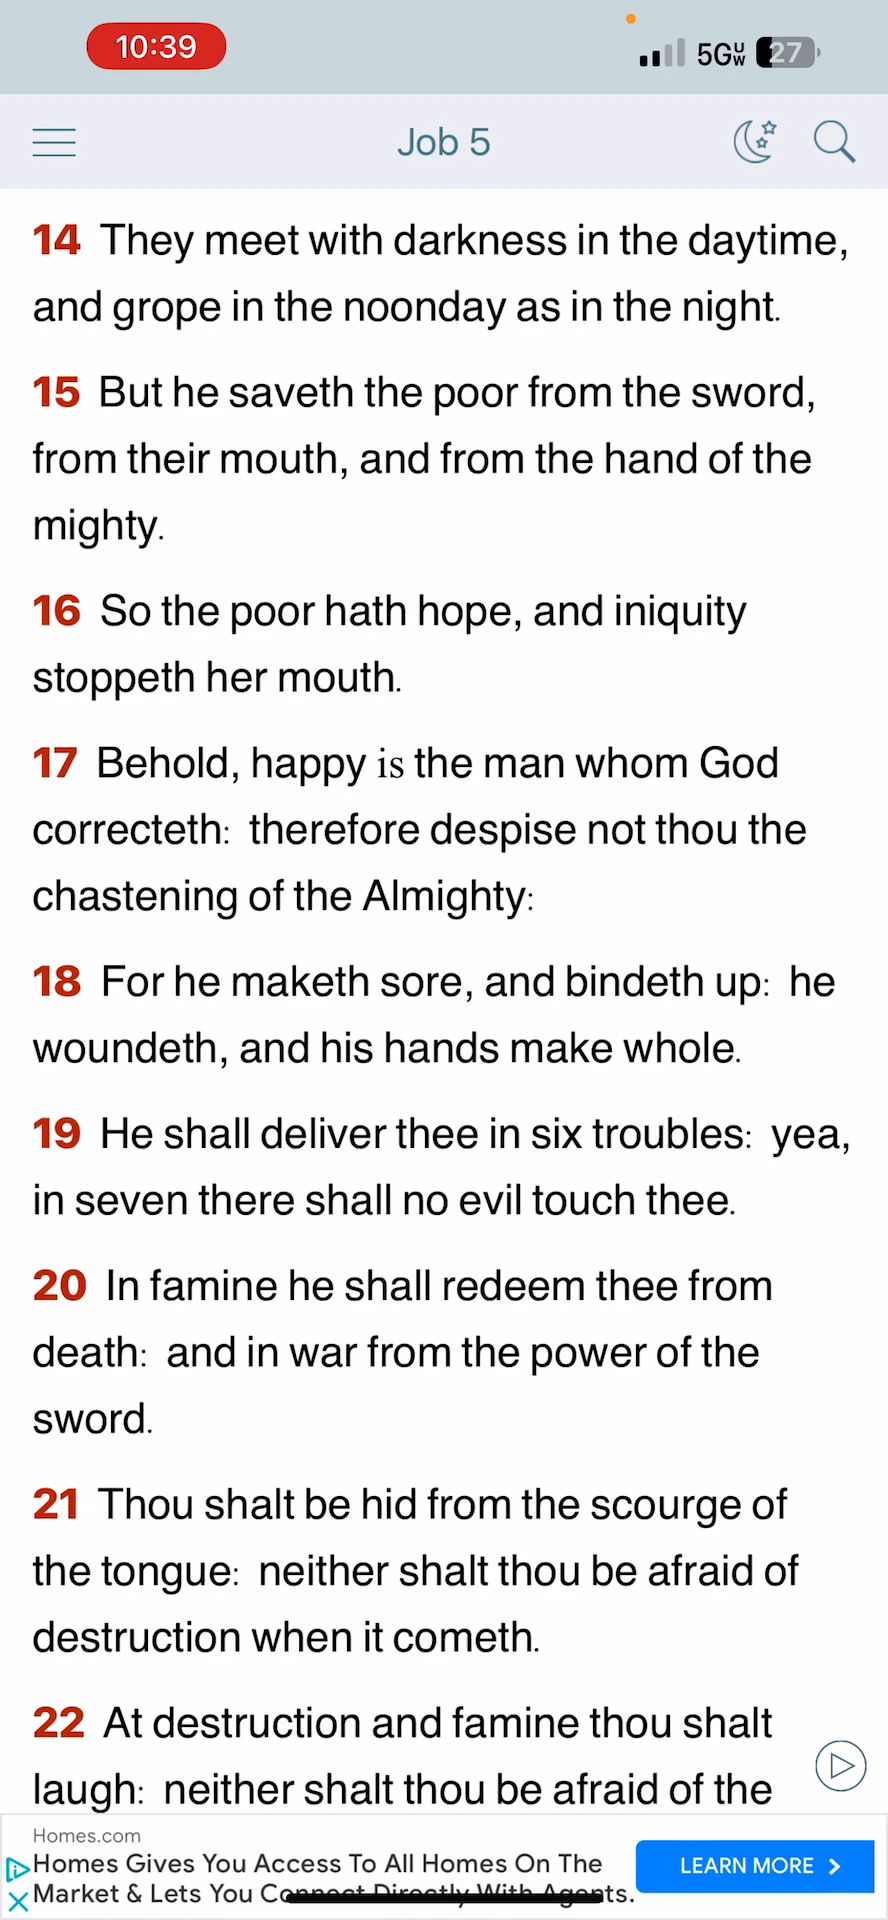 10:39
5GUW
27
Job 5
14 They meet with darkness in the daytime,
and grope in the noonday as in the night.
15 But he saveth the poor from the sword,
from their mouth, and from the hand of the
mighty.
16 So the poor hath hope, and iniquity
stoppeth her mouth.
17 Behold, happy is the man whom God
correcteth: therefore despise not thou the
chastening of the Almighty:
18 For he maketh sore, and bindeth up: he
woundeth, and his hands make whole.
19 He shall deliver thee in six troubles: yea,
in seven there shall no evil touch thee.
20 In famine he shall redeem thee from
death: and in war from the power of the
sword.
21 Thou shalt be hid from the scourge of
the tongue: neither shalt thou be afraid of
destruction when it cometh.
22 At destruction and famine thou shalt
laugh: neither shalt thou be afraid of the
Homes.com
Homes Gives You Access To All Homes On The
Market & Lets You Connect Directly With Agents.
LEARN MORE